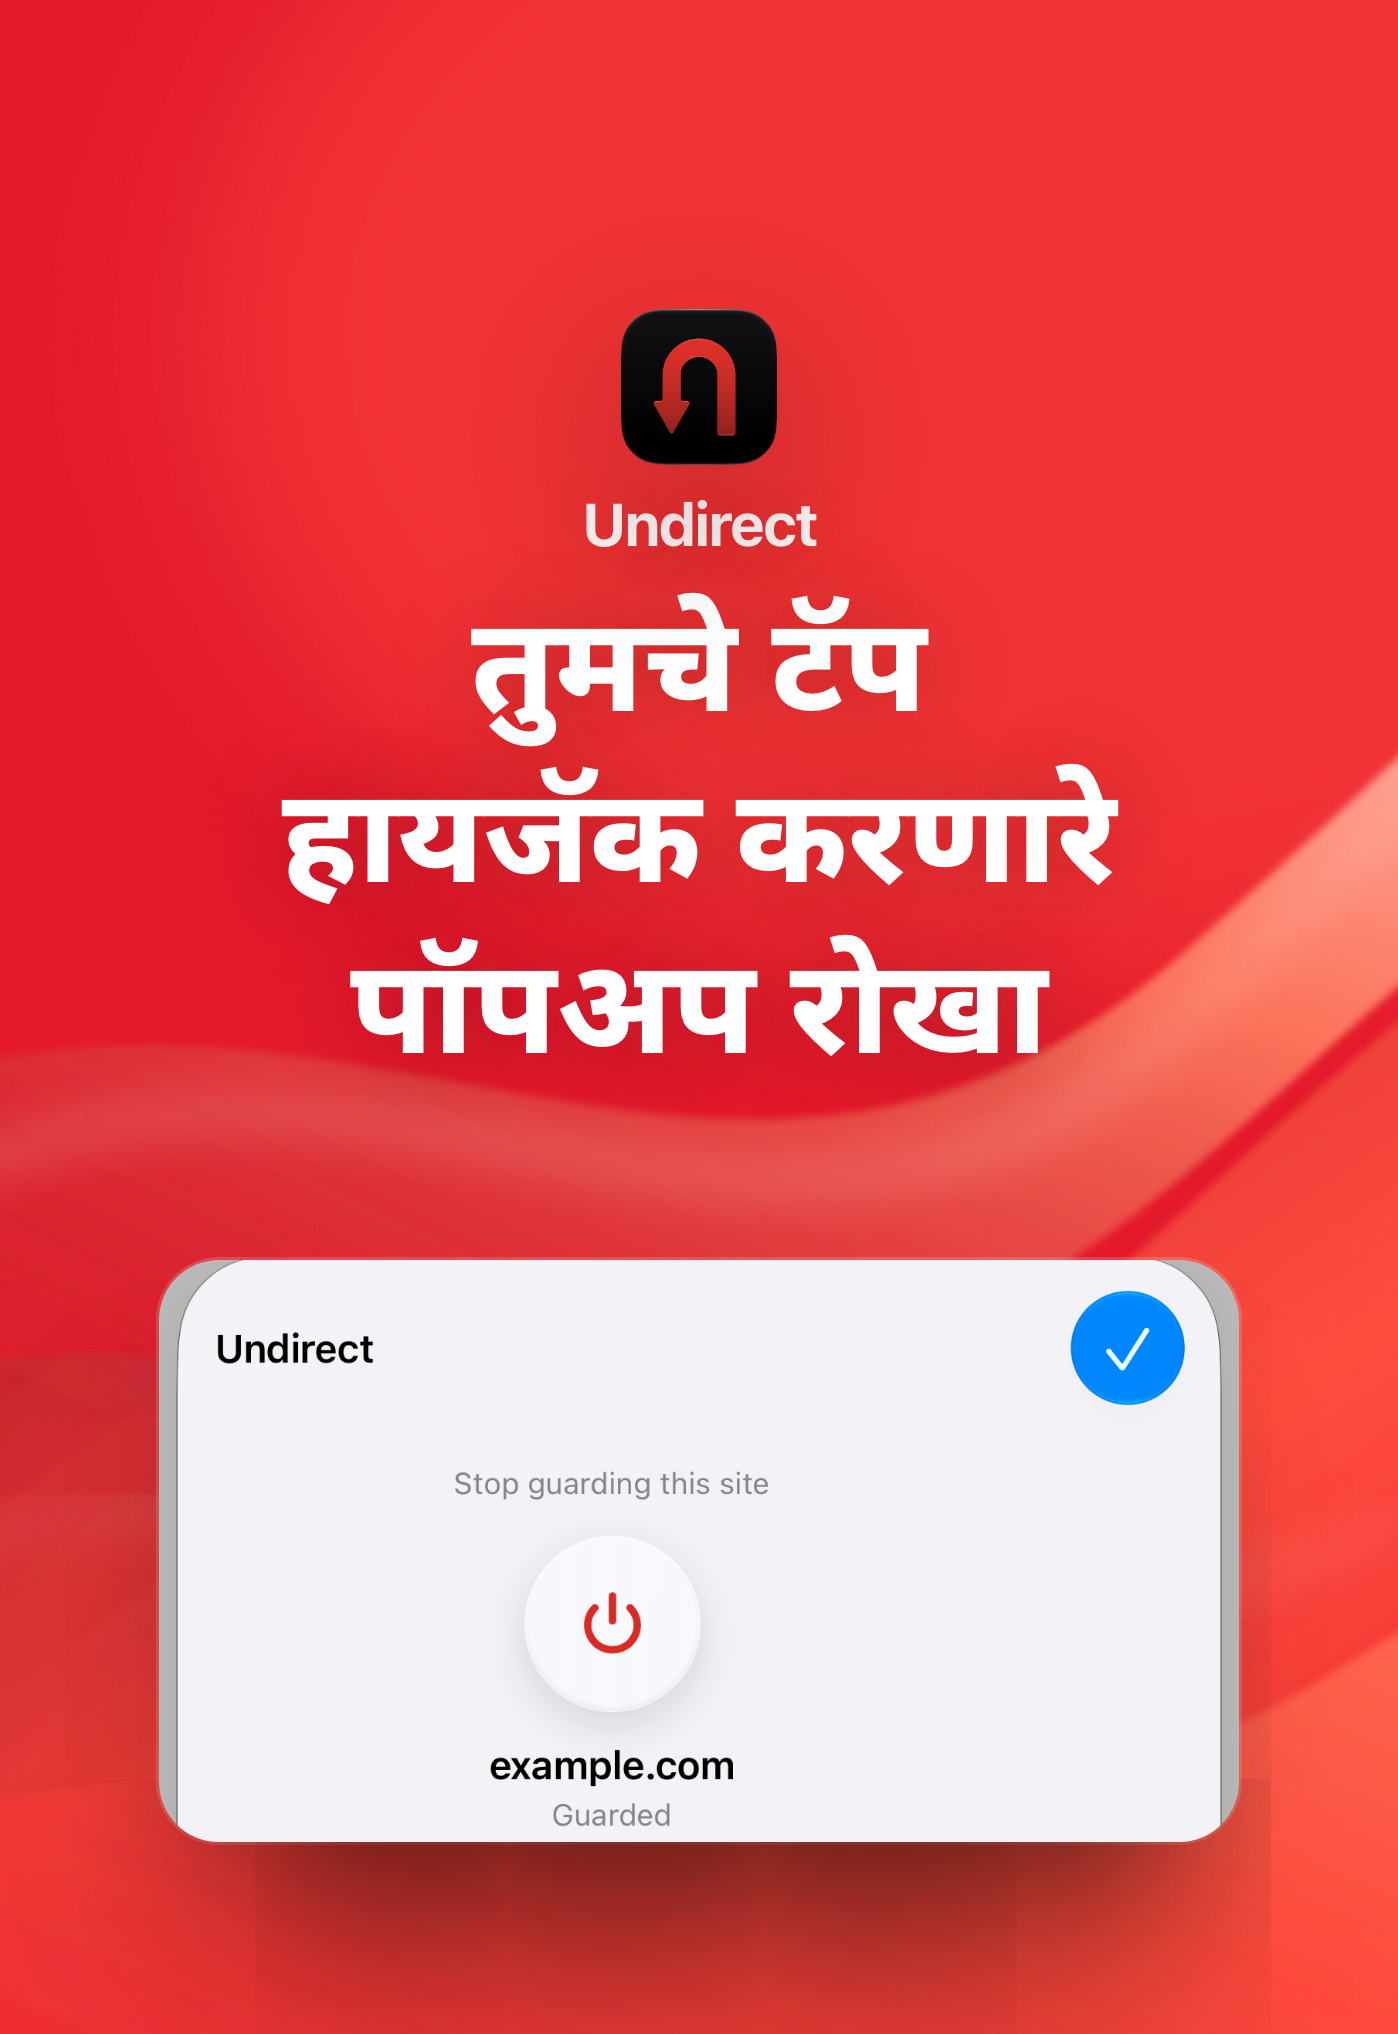 Undirect
तुमचे टॅप
हायजॅक करणारे
पॉपअप रोखा
Undirect
Stop guarding this site
example.com
Guarded